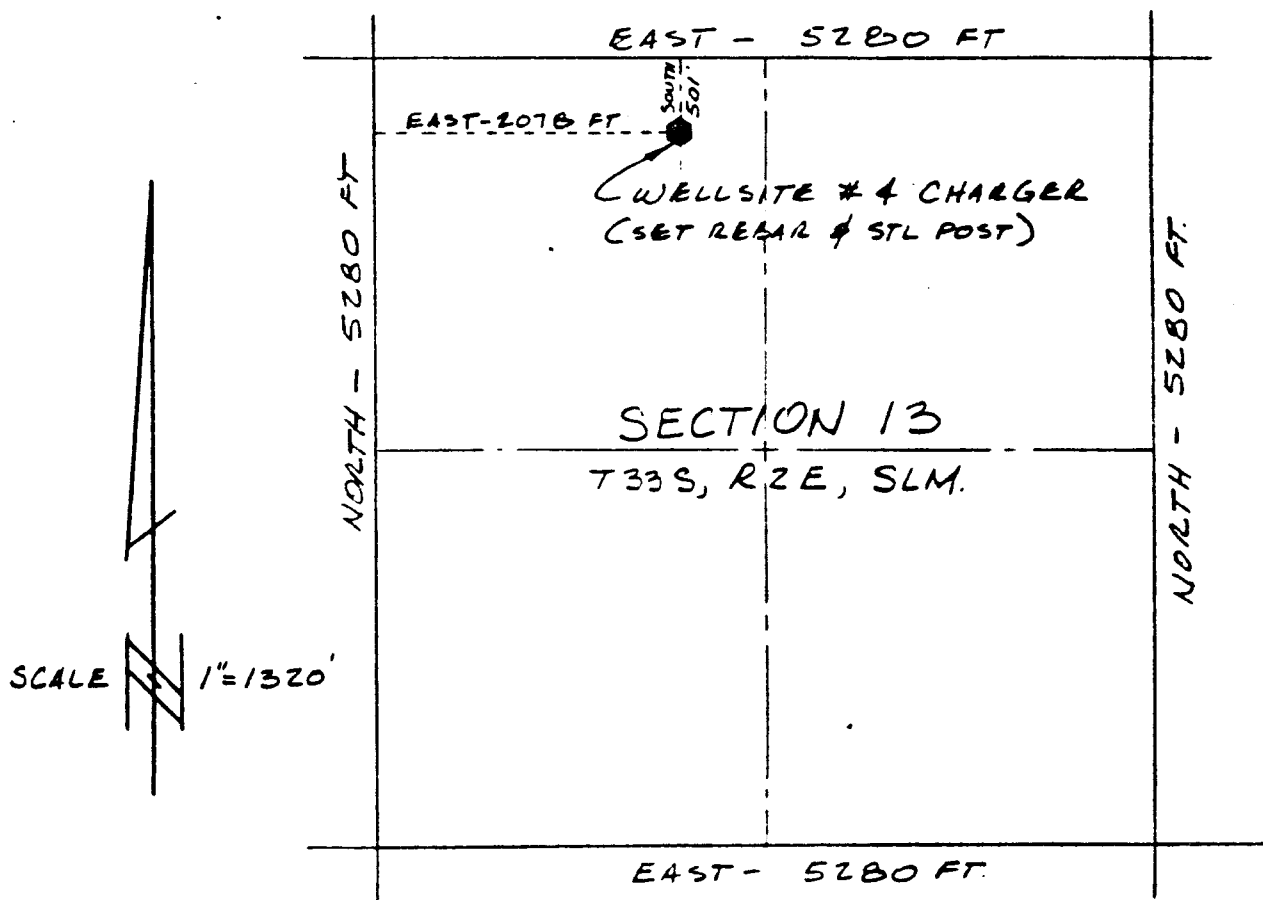 EAST - 5280 FT
SOUTH
501'
EAST-2078 FT
WELLSITE # 4 CHARGER
(SET REBAR & STL POST)
NORTH - 5280 FT
NORTH - 5280 FT.
SECTION 13
T33S, R2E, SLM.
SCALE 1"=1320'
EAST - 5280 FT.